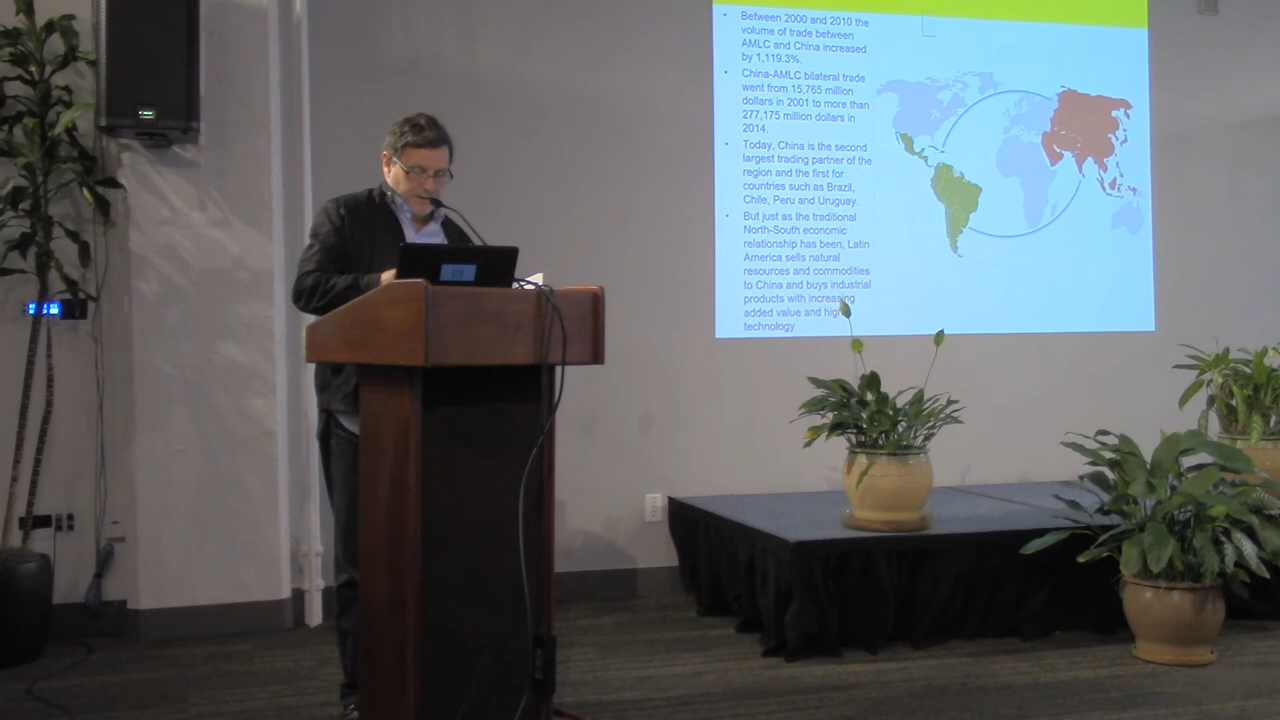 • Between 2000 and 2010 the
volume of trade between
AMLC and China increased
by 1,119.3%.
• China-AMLC bilateral trade
went from 15,765 million
dollars in 2001 to more than
277,175 million dollars in
2014.
• Today, China is the second
largest trading partner of the
region and the first for
countries such as Brazil,
Chile, Peru and Uruguay.
• But just as the traditional
North-South economic
relationship has been, Latin
America sells natural
resources and commodities
to China and buys industrial
products with increasing
added value and high
technology